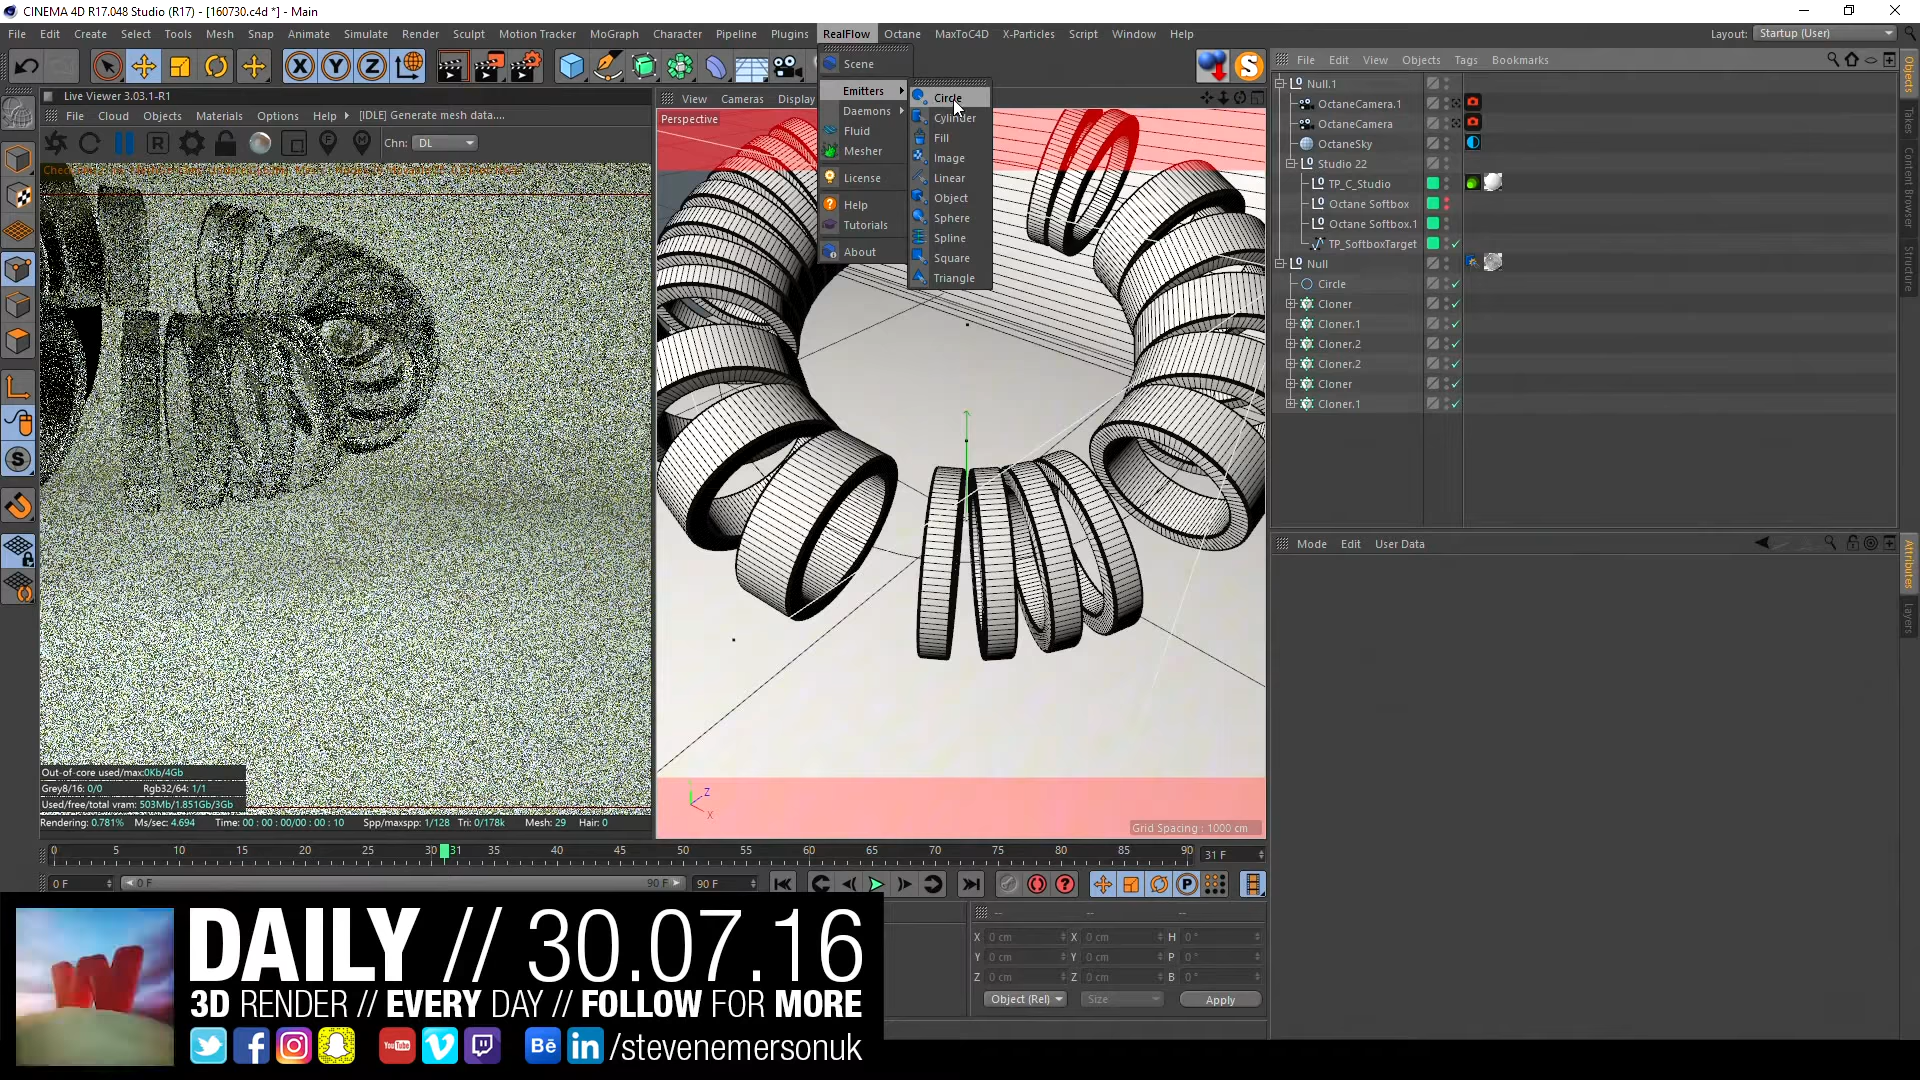 CINEMA 4D R17.048 Studio (R17) - [160730.c4d *] - Main
File Edit Create Select Tools Mesh Snap Animate Simulate Render Sculpt Motion Tracker MoGraph Character Pipeline Plugins RealFlow Octane MaxToC4D X-Particles Script Window Help Layout: Startup (User)
Live Viewer 3.03.1-R1
File Cloud Objects Materials Options Help [IDLE] Generate mesh data....
Chn: DL
View Cameras Display
Perspective
Scene
Emitters
Daemons
Fluid
Mesher
License
Help
Tutorials
About
Circle
Cylinder
Fill
Image
Linear
Object
Sphere
Spline
Square
Triangle
File Edit View Objects Tags Bookmarks
Null.1
OctaneCamera.1
OctaneCamera
OctaneSky
Studio 22
TP_C_Studio
Octane Softbox
Octane Softbox.1
TP_SoftboxTarget
Null
Circle
Cloner
Cloner.1
Cloner.2
Cloner.2
Cloner
Cloner.1
Objects
Takes
Content Browser
Structure
Mode Edit User Data
Attributes
Layers
Out-of-core used/max:0Kb/4Gb
Grey8/16: 0/0 Rgb32/64: 1/1
Used/free/total vram: 503Mb/1.851Gb/3Gb
Rendering: 0.781% Ms/sec: 4.694 Time: 00 : 00 : 00/00 : 00 : 10 Spp/maxspp: 1/128 Tri: 0/178k Mesh: 29 Hair: 0
Z
X
Grid Spacing : 1000 cm
0 5 10 15 20 25 30 31 35 40 45 50 55 60 65 70 75 80 85 90 31 F
0 F 0 F 90 F 90 F
-- -- --
X 0 cm X 0 cm H 0 °
Y 0 cm Y 0 cm P 0 °
Z 0 cm Z 0 cm B 0 °
Object (Rel) Size Apply
DAILY // 30.07.16
3D RENDER // EVERY DAY // FOLLOW FOR MORE
You Tube Bē in /stevenemersonuk